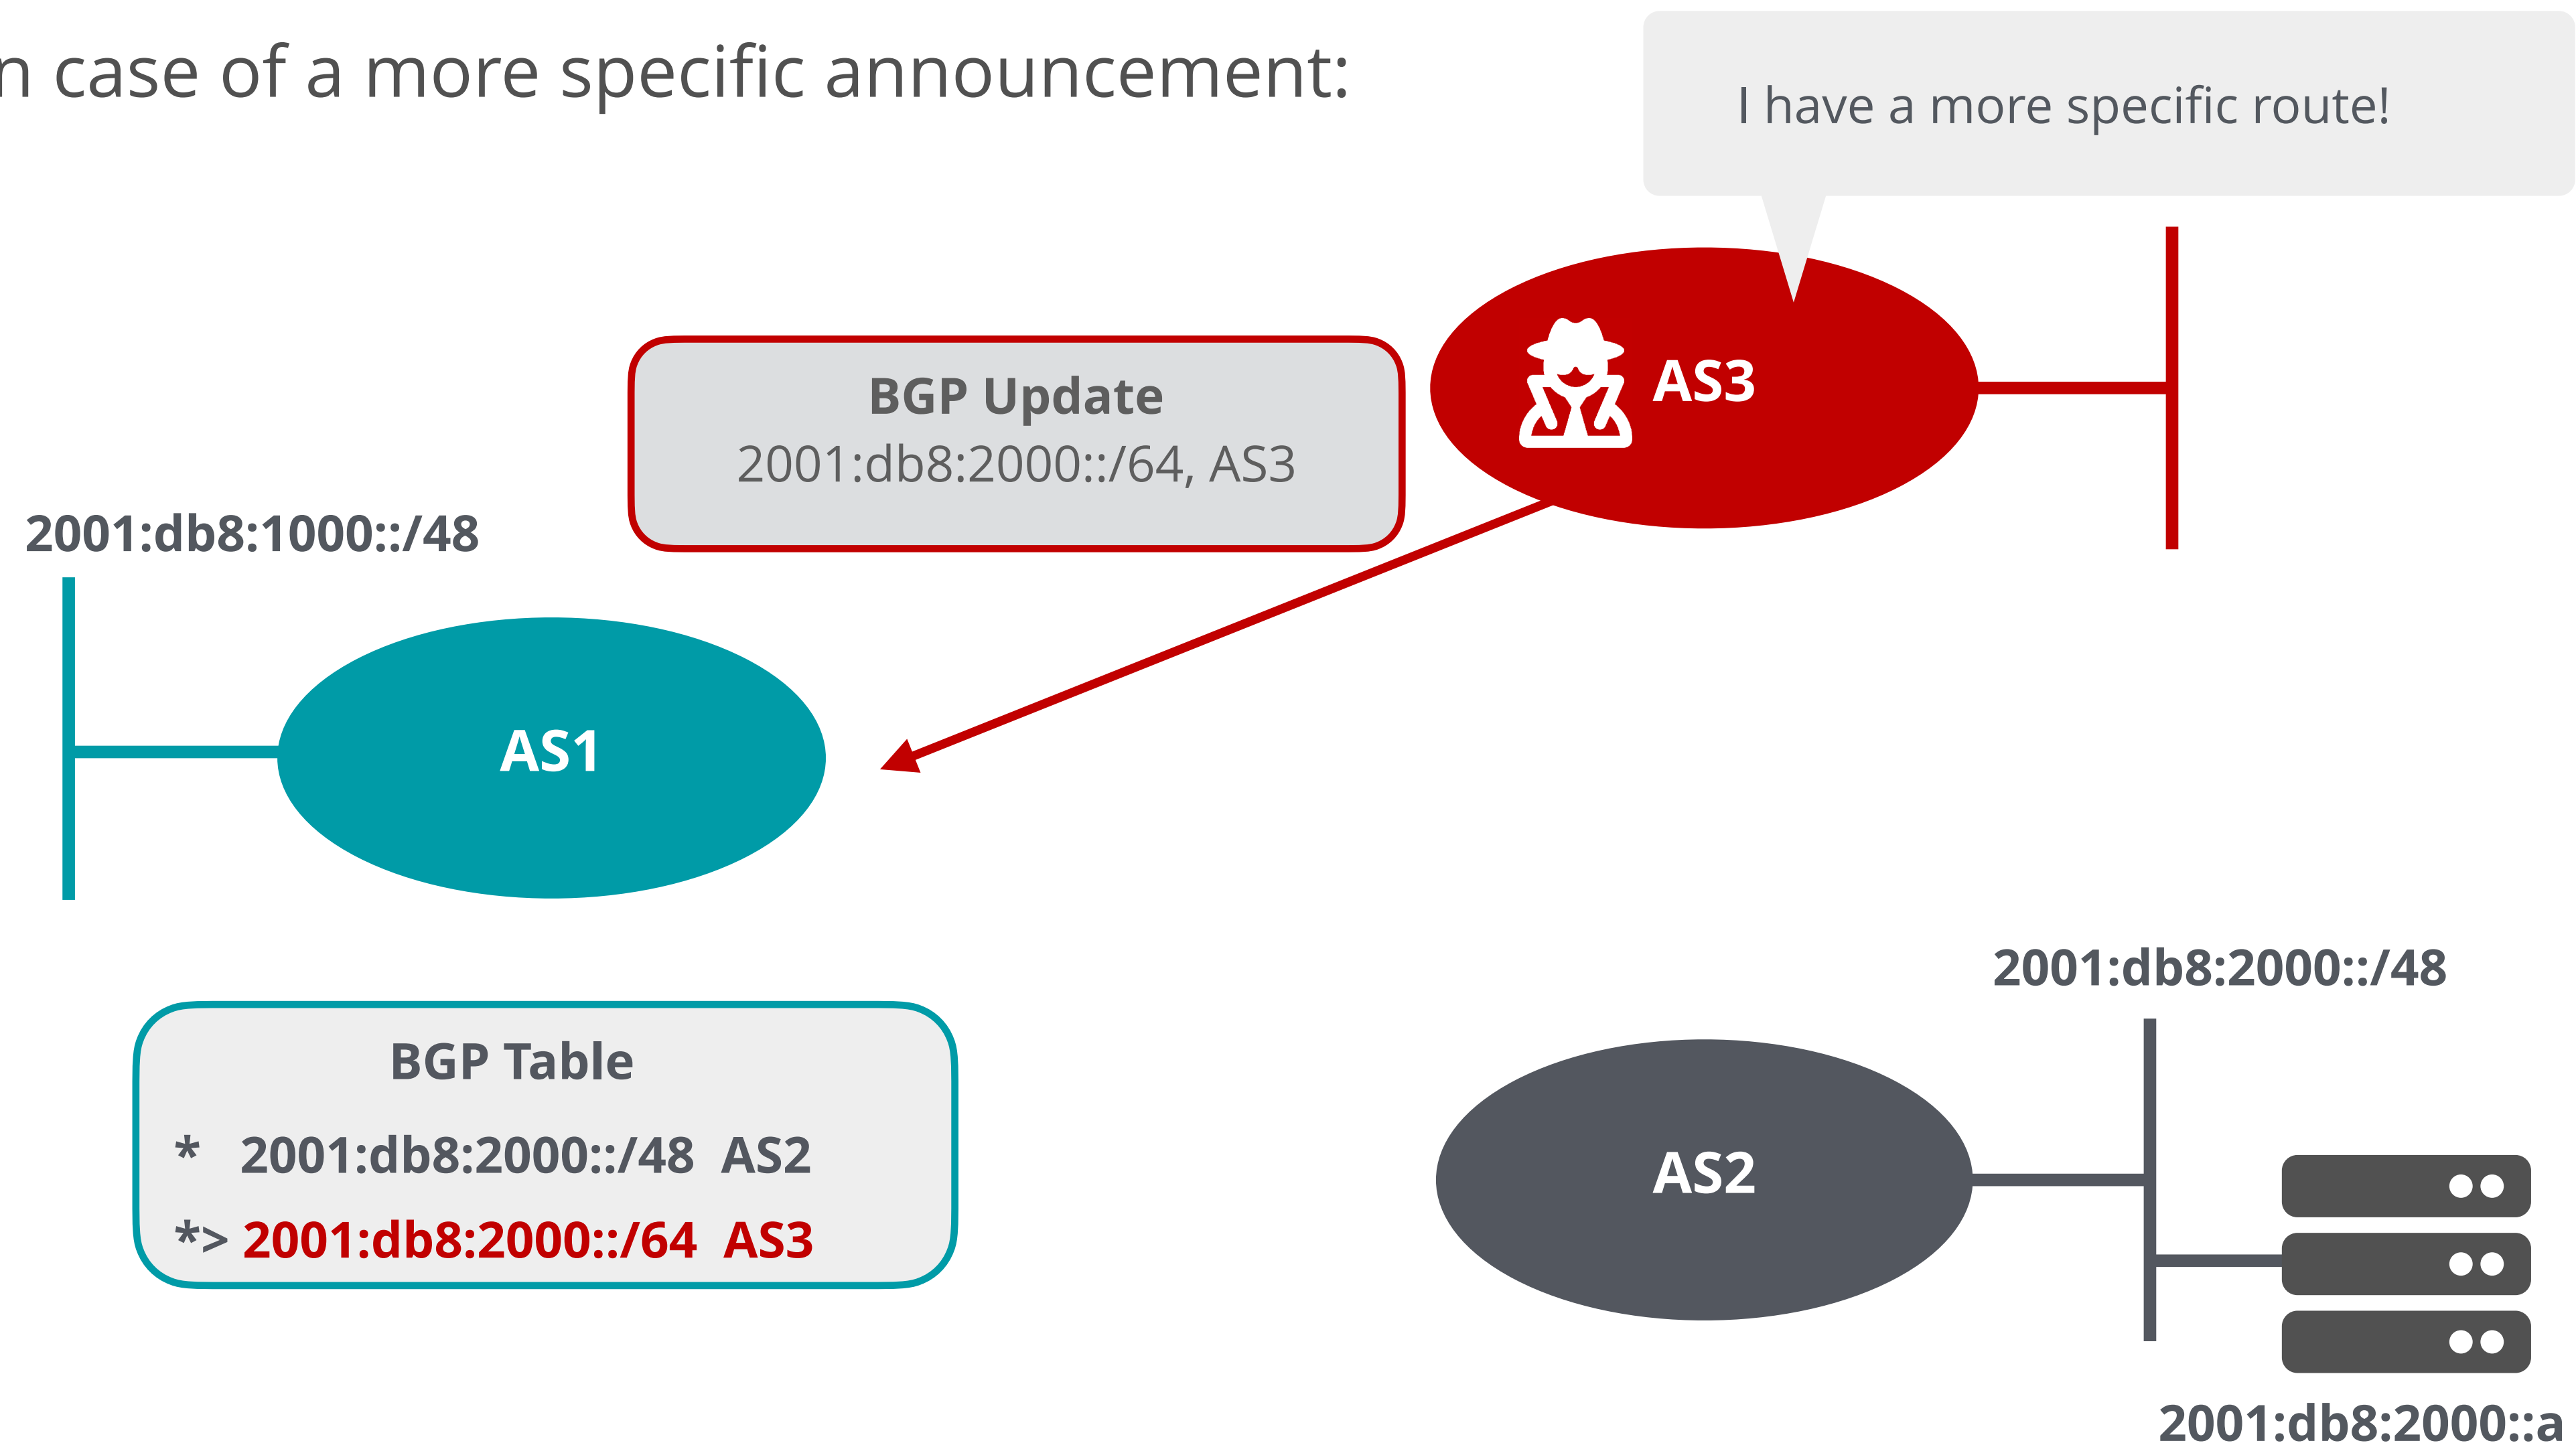 n case of a more specific announcement:
I have a more specific route!
AS3
BGP Update
2001:db8:2000::/64, AS3
2001:db8:1000::/48
AS1
2001:db8:2000::/48
BGP Table
* 2001:db8:2000::/48 AS2
*> 2001:db8:2000::/64 AS3
AS2
2001:db8:2000::a